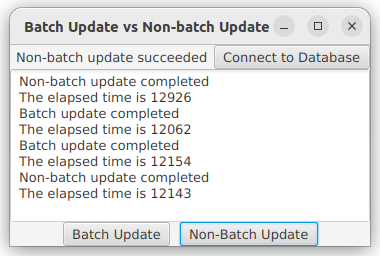 Batch Update vs Non-batch Update
Non-batch update succeeded Connect to Database
Non-batch update completed
The elapsed time is 12926
Batch update completed
The elapsed time is 12062
Batch update completed
The elapsed time is 12154
Non-batch update completed
The elapsed time is 12143
Batch Update Non-Batch Update